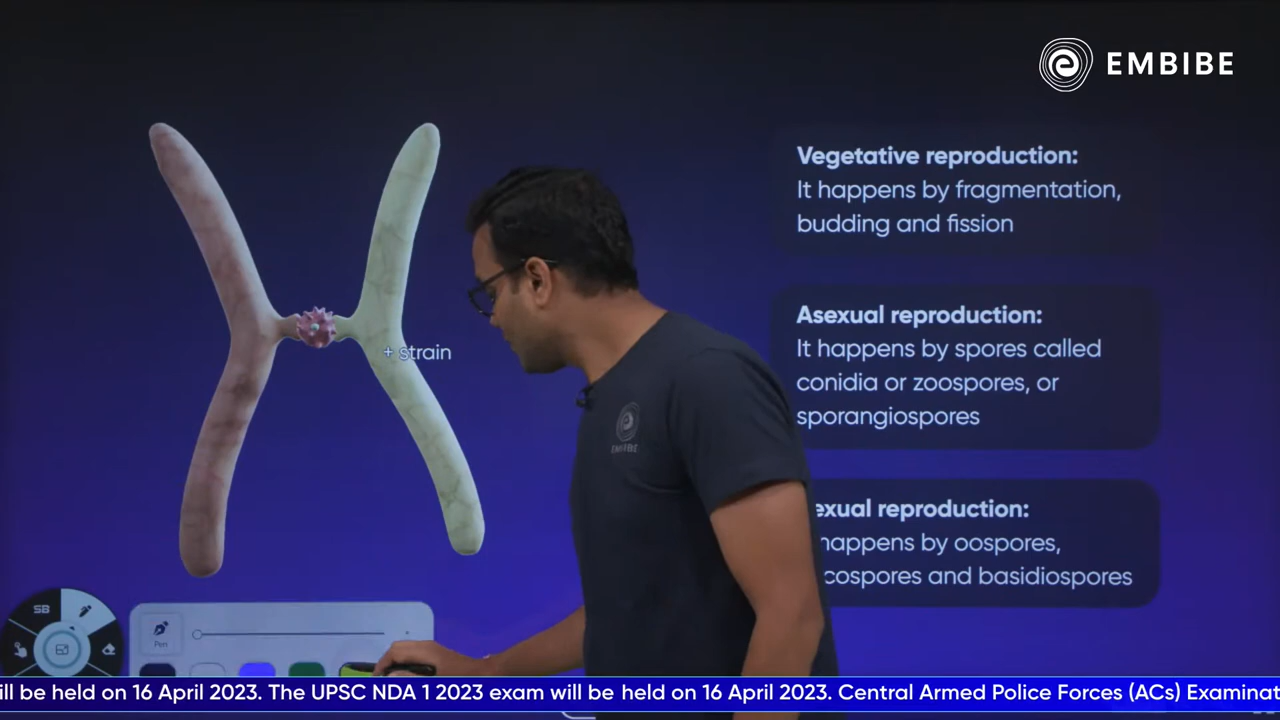 EMBIBE
Vegetative reproduction:
It happens by fragmentation,
budding and fission
+ strain
Asexual reproduction:
It happens by spores called
conidia or zoospores, or
sporangiospores
EMBIBE
exual reproduction:
happens by oospores,
cospores and basidiospores
SB
Pen
ill be held on 16 April 2023. The UPSC NDA 1 2023 exam will be held on 16 April 2023. Central Armed Police Forces (ACs) Examinat